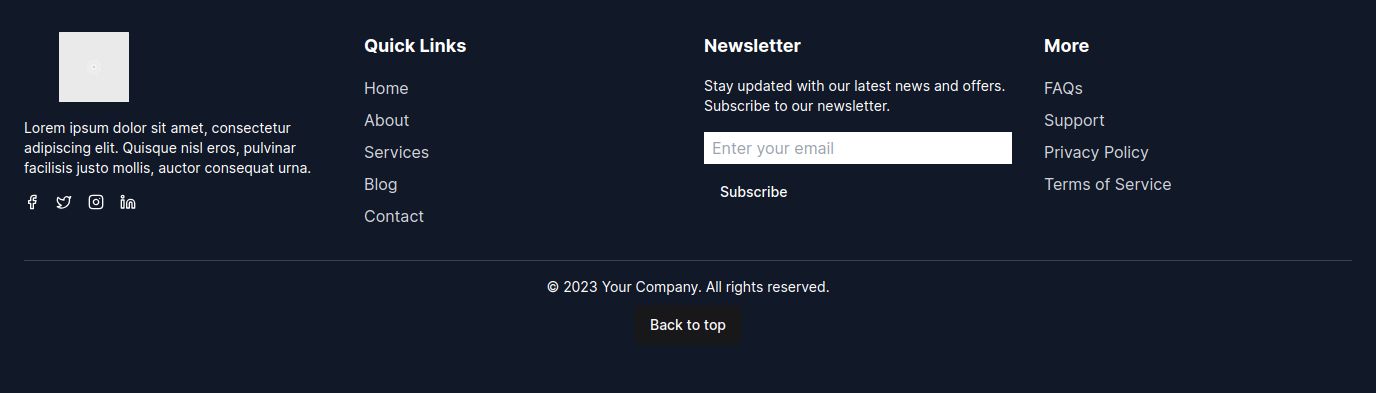 Lorem ipsum dolor sit amet, consectetur
adipiscing elit. Quisque nisl eros, pulvinar
facilisis justo mollis, auctor consequat urna.
Quick Links
Home
About
Services
Blog
Contact
Newsletter
Stay updated with our latest news and offers.
Subscribe to our newsletter.
Enter your email
Subscribe
More
FAQs
Support
Privacy Policy
Terms of Service
© 2023 Your Company. All rights reserved.
Back to top